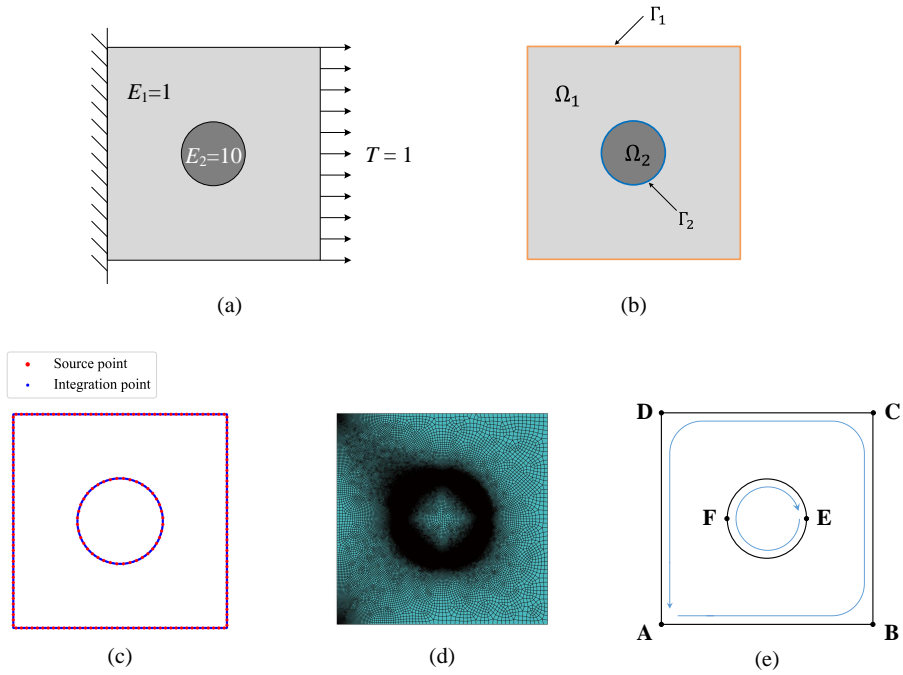 E₁=1
E₂=10
T = 1
(a)
Γ₁
Ω₁
Ω₂
Γ₂
(b)
Source point
Integration point
(c)
(d)
D
C
F
E
A
B
(e)